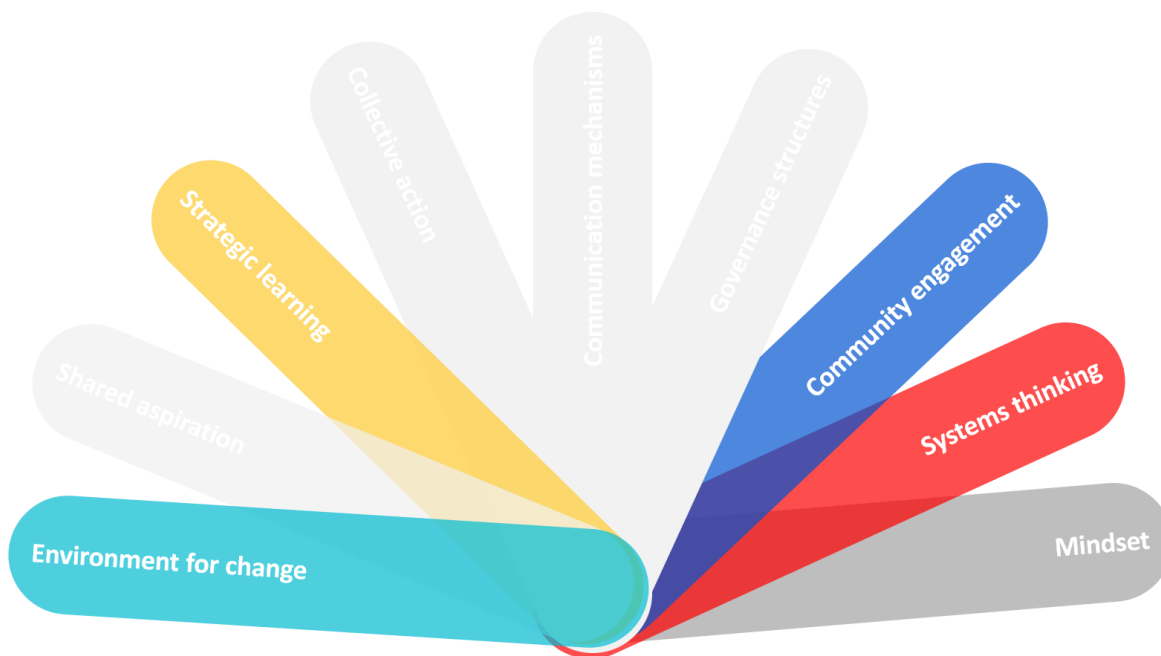 Environment for change
Shared aspiration
Strategic learning
Collective action
Communication mechanisms
Governance structures
Community engagement
Systems thinking
Mindset